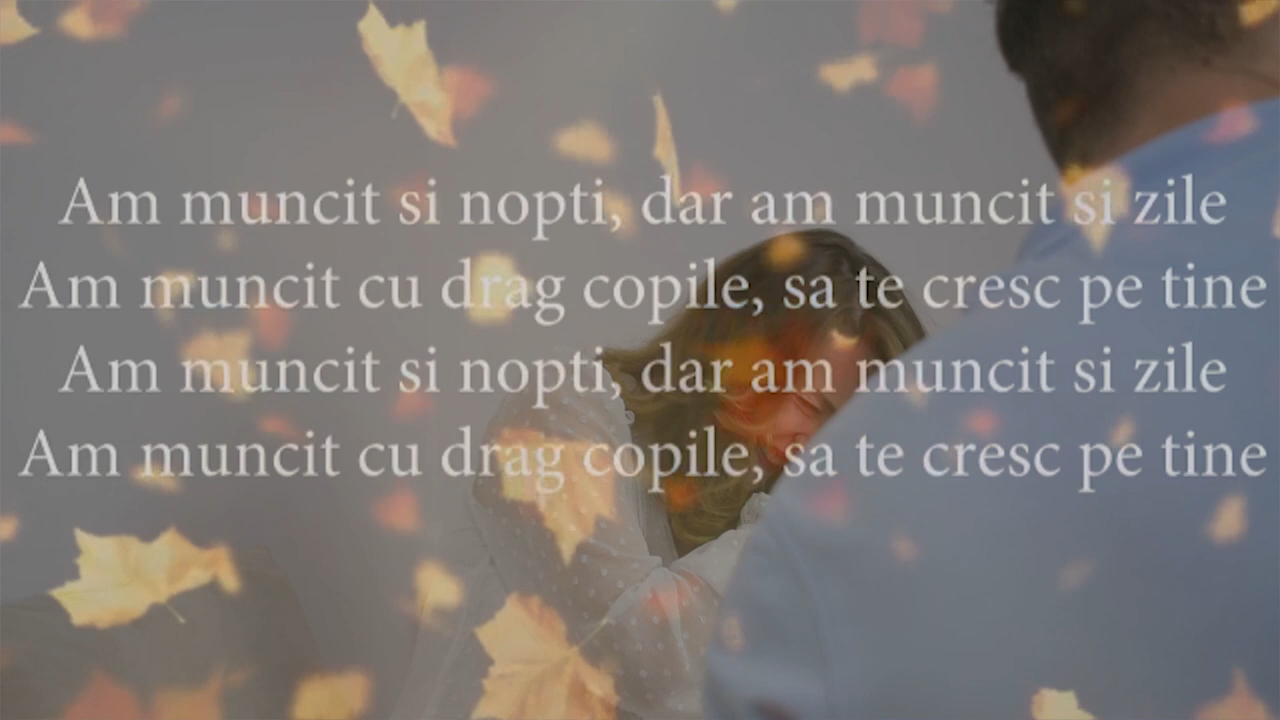 Am muncit si nopti, dar am muncit si zile
Am muncit cu drag copile, sa te cresc pe tine
Am muncit si nopti, dar am muncit si zile
Am muncit cu drag copile, sa te cresc pe tine